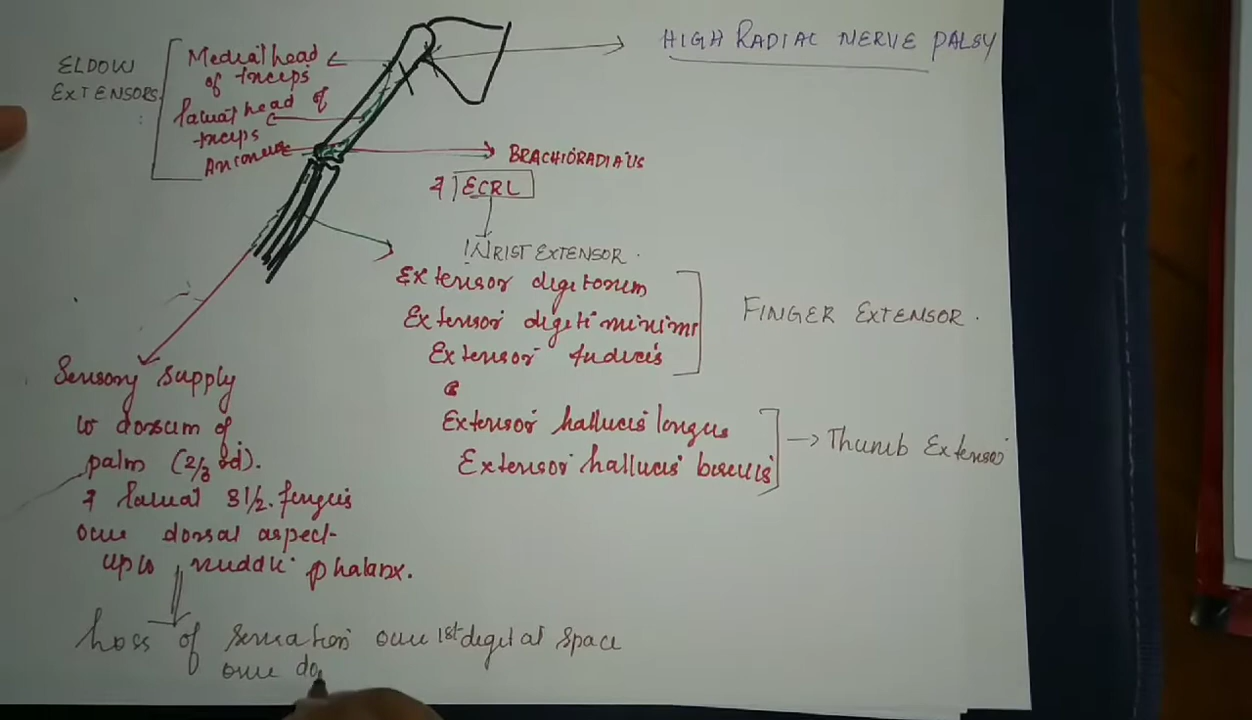 HIGH RADIAL NERVE PALSY
ELDOW
EXTENSORS
Medial head
of triceps
lateral head of
triceps
Anconeus
BRACHIORADIALIS
ECRL
WRIST EXTENSOR.
Extensor digitorum
Extensor digiti minimi
Extensor indicis
FINGER EXTENSOR.
&
Extensor hallucis longus
Extensor hallucis brevis
Thumb Extensor
Sensory supply
to dorsum of
palm (2/3 rd).
+ lateral 3 1/2. fingers
over dorsal aspect
upto middle phalanx.
Loss of sensation over 1st digital space
over do